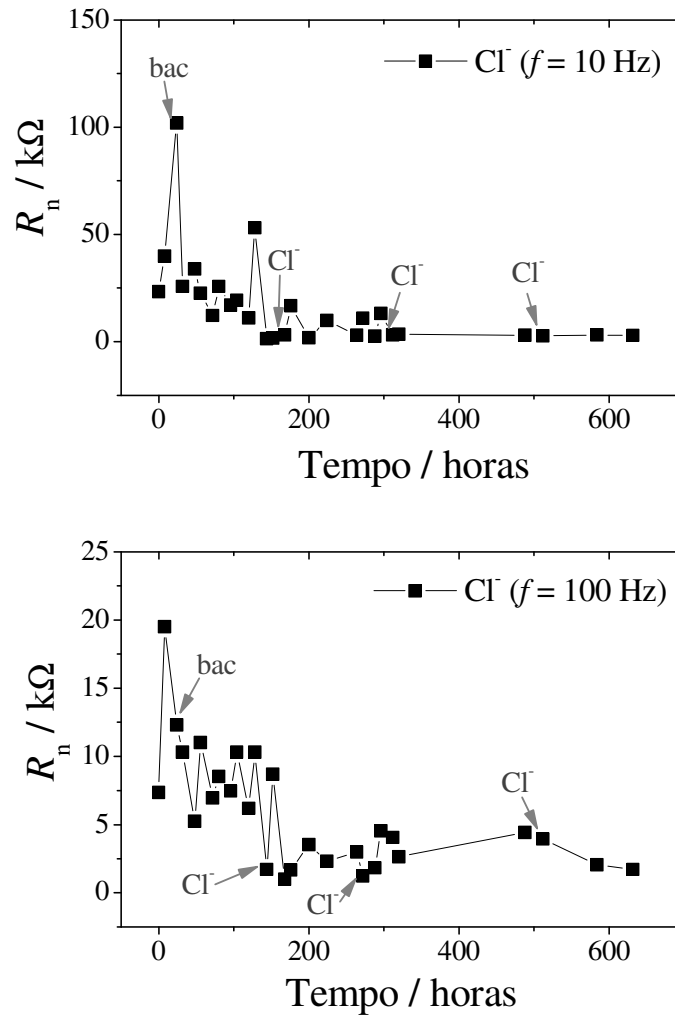 150
100
50
0
R_n / kΩ
bac
Cl⁻ (f = 10 Hz)
Cl⁻
Cl⁻
Cl⁻
0 200 400 600
Tempo / horas
25
20
15
10
5
0
R_n / kΩ
Cl⁻ (f = 100 Hz)
bac
Cl⁻
Cl⁻
Cl⁻
0 200 400 600
Tempo / horas